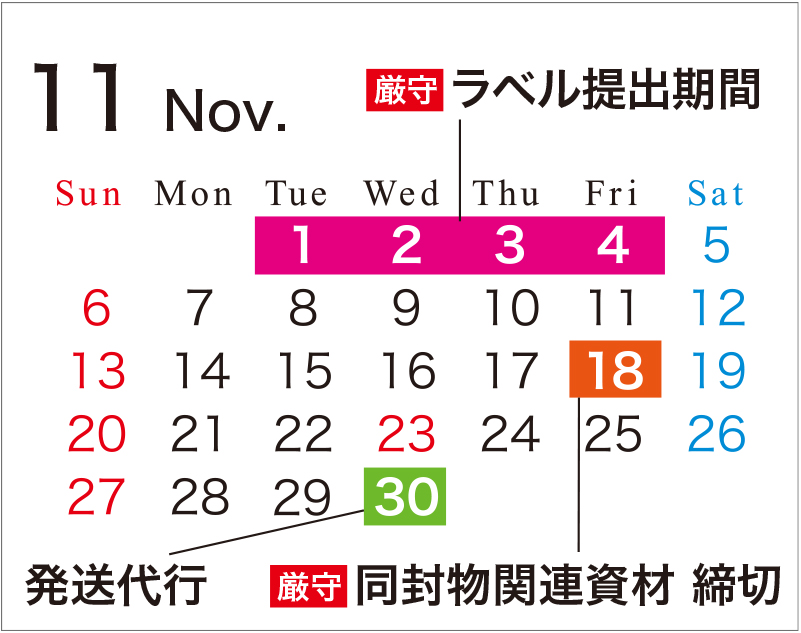 11 Nov.
厳守 ラベル提出期間
Sun Mon Tue Wed Thu Fri Sat
1 2 3 4 5
6 7 8 9 10 11 12
13 14 15 16 17 18 19
20 21 22 23 24 25 26
27 28 29 30
発送代行
厳守 同封物関連資材 締切